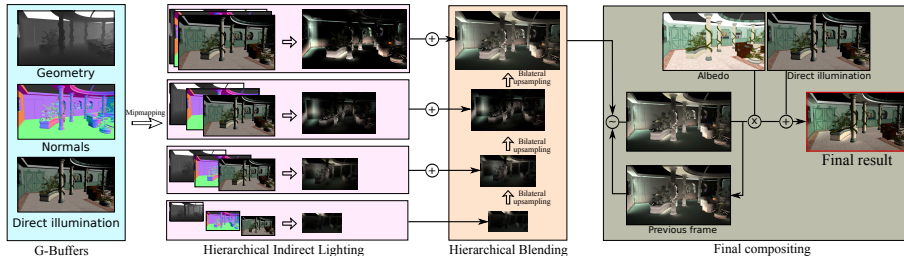 Geometry
Normals
Direct illumination
G-Buffers
Mipmapping
Hierarchical Indirect Lighting
Bilateral
upsampling
Bilateral
upsampling
Bilateral
upsampling
Hierarchical Blending
Albedo
Direct illumination
Final result
Previous frame
Final compositing